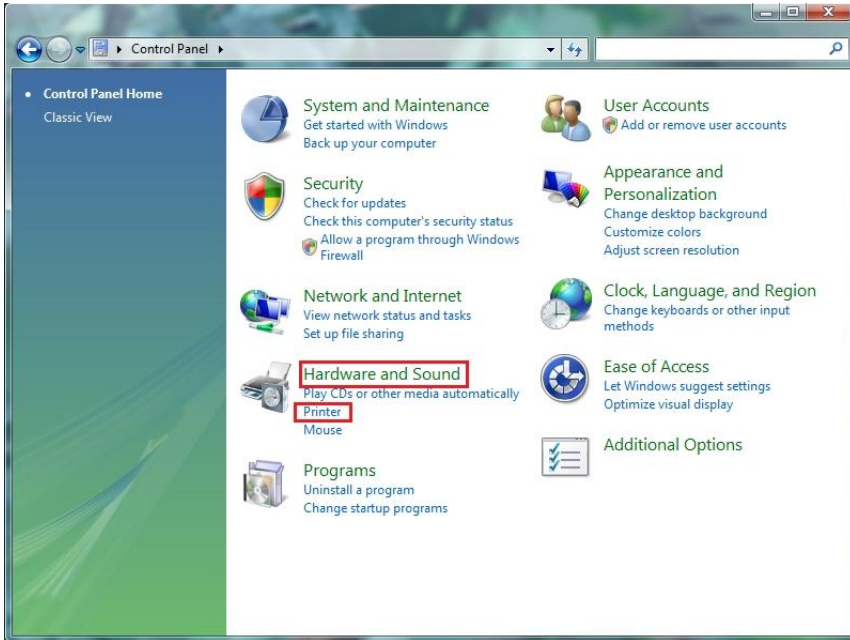 Control Panel
Control Panel Home
Classic View
System and Maintenance
Get started with Windows
Back up your computer
Security
Check for updates
Check this computer's security status
Allow a program through Windows
Firewall
Network and Internet
View network status and tasks
Set up file sharing
Hardware and Sound
Play CDs or other media automatically
Printer
Mouse
Programs
Uninstall a program
Change startup programs
User Accounts
Add or remove user accounts
Appearance and
Personalization
Change desktop background
Customize colors
Adjust screen resolution
Clock, Language, and Region
Change keyboards or other input
methods
Ease of Access
Let Windows suggest settings
Optimize visual display
Additional Options